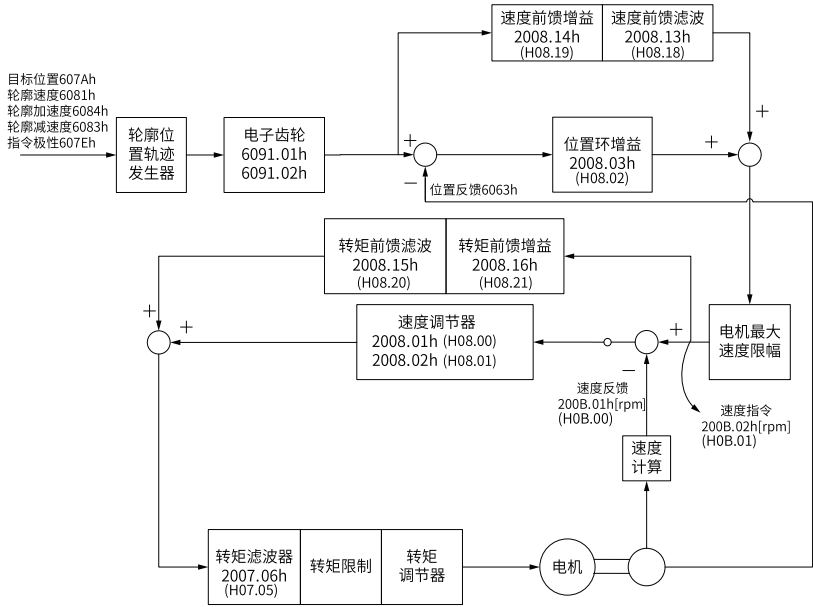 速度前馈增益
2008.14h
(H08.19)
速度前馈滤波
2008.13h
(H08.18)
目标位置607Ah
轮廓速度6081h
轮廓加速度6084h
轮廓减速度6083h
指令极性607Eh
轮廓位
置轨迹
发生器
电子齿轮
6091.01h
6091.02h
+
−
位置反馈6063h
位置环增益
2008.03h
(H08.02)
+
+
转矩前馈滤波
2008.15h
(H08.20)
转矩前馈增益
2008.16h
(H08.21)
+
+
速度调节器
2008.01h (H08.00)
2008.02h (H08.01)
+
−
电机最大
速度限幅
速度反馈
200B.01h[rpm]
(H0B.00)
速度指令
200B.02h[rpm]
(H0B.01)
速度
计算
转矩滤波器
2007.06h
(H07.05)
转矩限制
转矩
调节器
电机